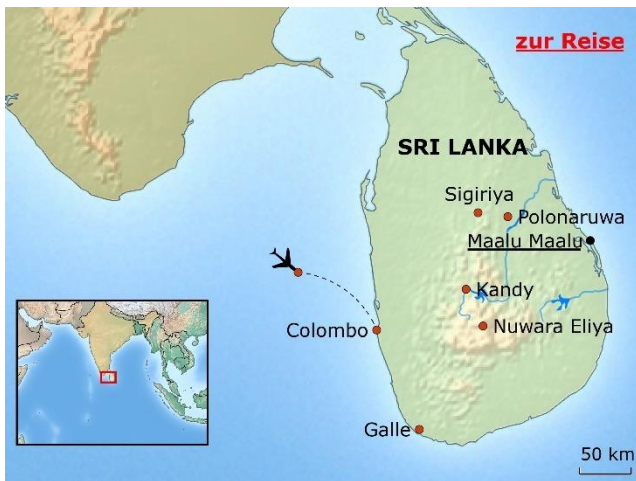 zur Reise
SRI LANKA
Sigiriya
Polonaruwa
Maalu Maalu
Kandy
Nuwara Eliya
Colombo
Galle
50 km